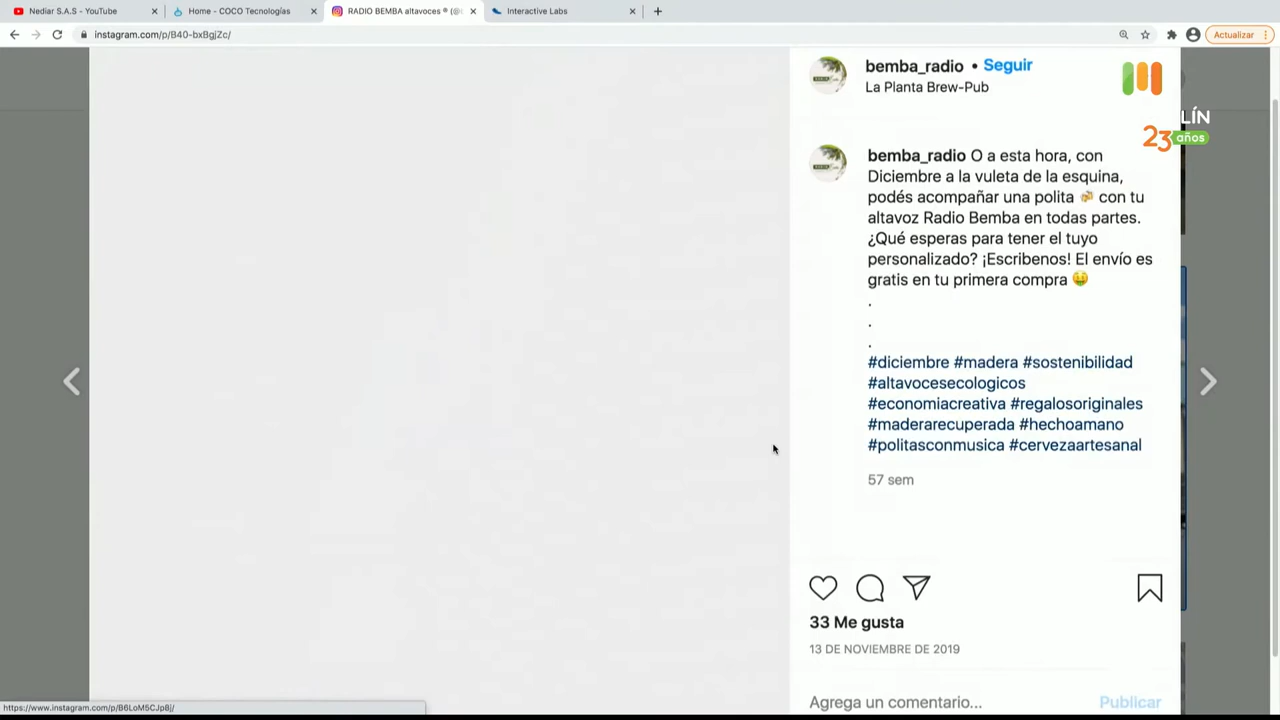 Nediar S.A.S - YouTube
Home - COCO Tecnologías
RADIO BEMBA altavoces ® (@
Interactive Labs
instagram.com/p/B40-bxBgjZc/
Actualizar
bemba_radio • Seguir
La Planta Brew-Pub
LÍN
23 años
bemba_radio O a esta hora, con
Diciembre a la vuleta de la esquina,
podés acompañar una polita 🍻 con tu
altavoz Radio Bemba en todas partes.
¿Qué esperas para tener el tuyo
personalizado? ¡Escribenos! El envío es
gratis en tu primera compra 🤑
.
.
.
#diciembre #madera #sostenibilidad
#altavocesecologicos
#economiacreativa #regalosoriginales
#maderarecuperada #hechoamano
#politasconmusica #cervezaartesanal
57 sem
33 Me gusta
13 DE NOVIEMBRE DE 2019
Agrega un comentario... Publicar
https://www.instagram.com/p/B6LoM5CJp8j/